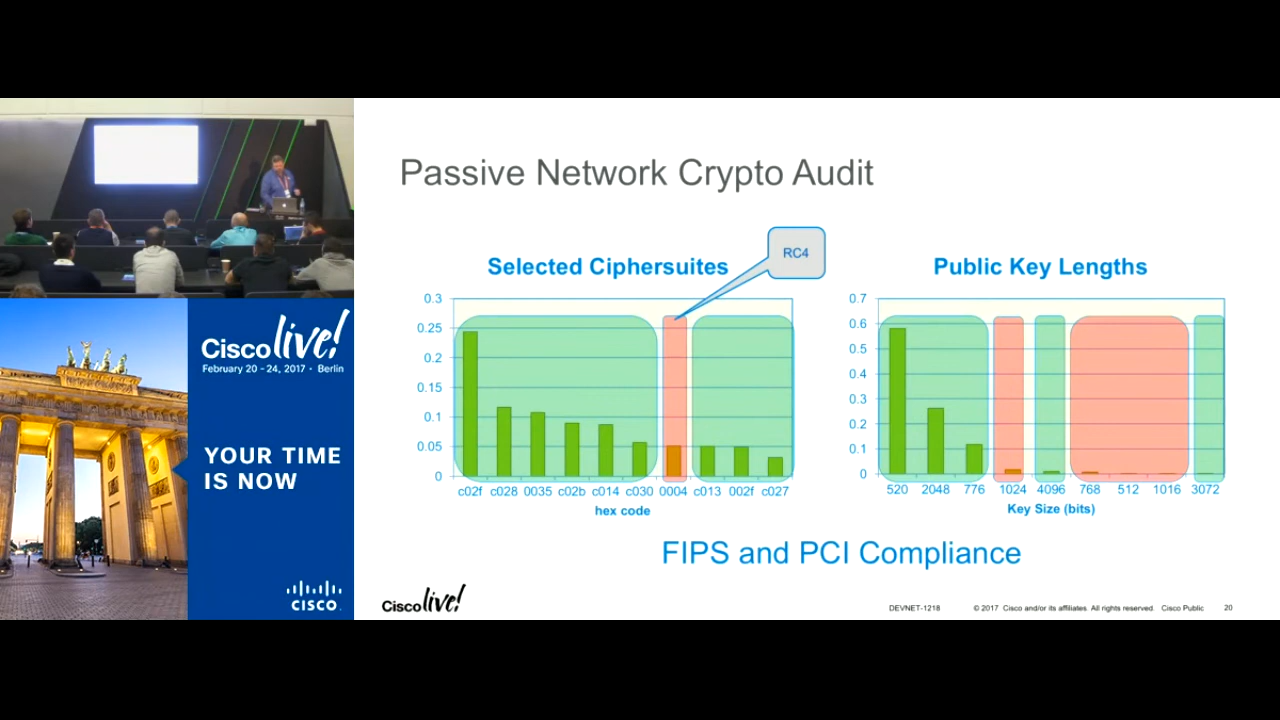 Passive Network Crypto Audit
RC4
Selected Ciphersuites
0.3
0.25
0.2
0.15
0.1
0.05
0
c02f c028 0035 c02b c014 c030 0004 c013 002f c027
hex code
Public Key Lengths
0.7
0.6
0.5
0.4
0.3
0.2
0.1
0
520 2048 776 1024 4096 768 512 1016 3072
Key Size (bits)
FIPS and PCI Compliance
Cisco live!
DEVNET-1218 © 2017 Cisco and/or its affiliates. All rights reserved. Cisco Public 20
Cisco live!
February 20 - 24, 2017 · Berlin
YOUR TIME
IS NOW
CISCO.